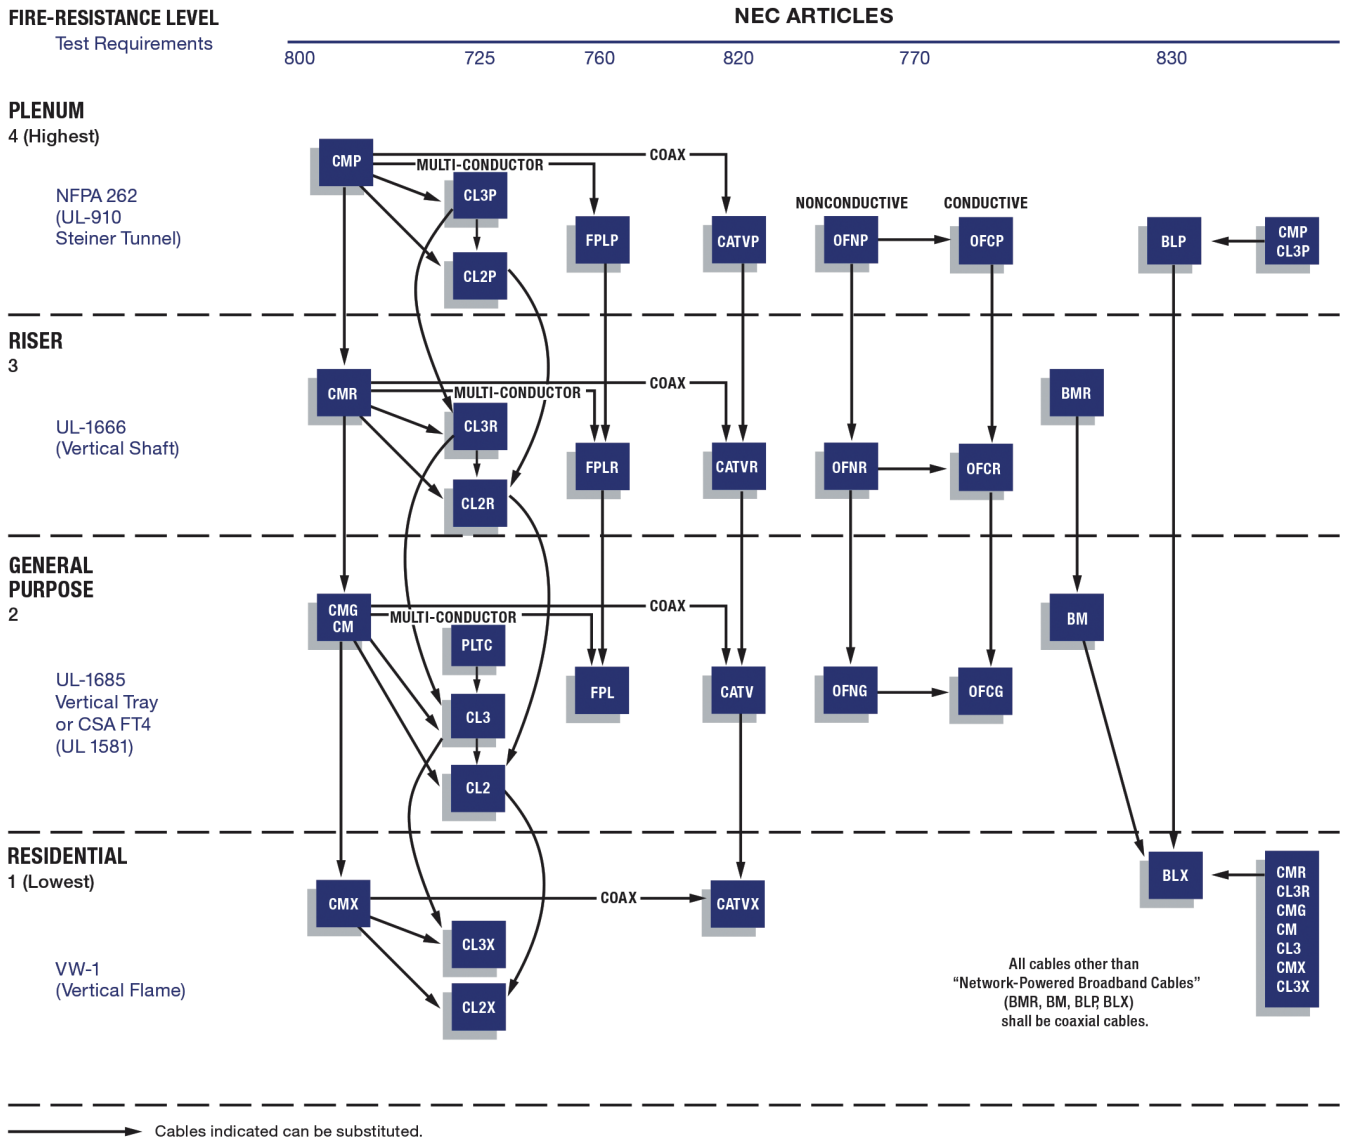 FIRE-RESISTANCE LEVEL
Test Requirements
NEC ARTICLES
800 725 760 820 770 830
PLENUM
4 (Highest)
NFPA 262
(UL-910
Steiner Tunnel)
CMP
COAX
MULTI-CONDUCTOR
CL3P
CL2P
FPLP
CATVP
NONCONDUCTIVE
CONDUCTIVE
OFNP
OFCP
BLP
CMP
CL3P
RISER
3
UL-1666
(Vertical Shaft)
CMR
COAX
MULTI-CONDUCTOR
CL3R
CL2R
FPLR
CATVR
OFNR
OFCR
BMR
GENERAL
PURPOSE
2
UL-1685
Vertical Tray
or CSA FT4
(UL 1581)
CMG
CM
COAX
MULTI-CONDUCTOR
PLTC
CL3
CL2
FPL
CATV
OFNG
OFCG
BM
RESIDENTIAL
1 (Lowest)
VW-1
(Vertical Flame)
CMX
COAX
CL3X
CL2X
CATVX
BLX
CMR
CL3R
CMG
CM
CL3
CMX
CL3X
All cables other than
“Network-Powered Broadband Cables”
(BMR, BM, BLP, BLX)
shall be coaxial cables.
Cables indicated can be substituted.